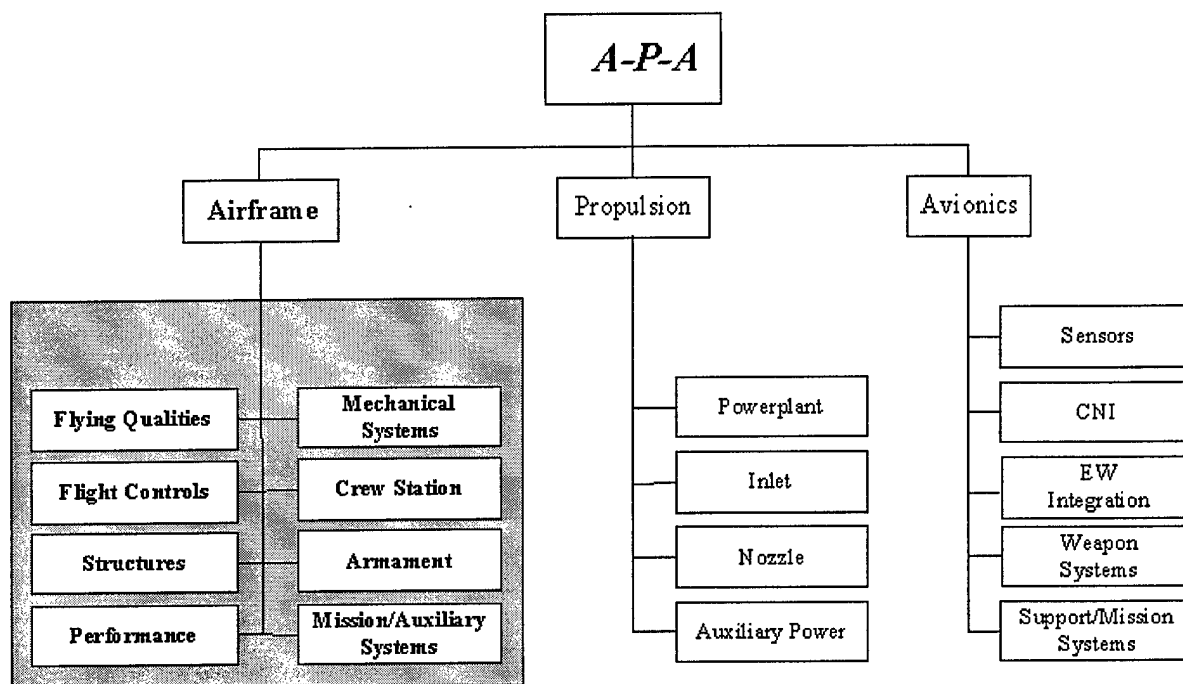 A-P-A
Airframe
Propulsion
Avionics
Flying Qualities
Mechanical
Systems
Flight Controls
Crew Station
Structures
Armament
Performance
Mission/Auxiliary
Systems
Powerplant
Inlet
Nozzle
Auxiliary Power
Sensors
CNI
EW
Integration
Weapon
Systems
Support/Mission
Systems